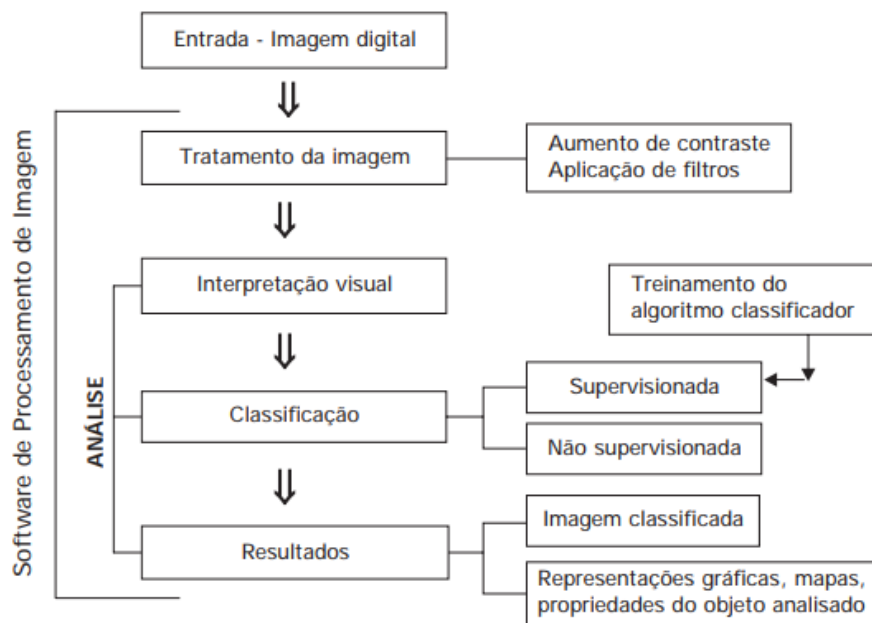 Entrada - Imagem digital
Software de Processamento de Imagem
Tratamento da imagem
Aumento de contraste
Aplicação de filtros
ANÁLISE
Interpretação visual
Treinamento do
algoritmo classificador
Classificação
Supervisionada
Não supervisionada
Resultados
Imagem classificada
Representações gráficas, mapas,
propriedades do objeto analisado